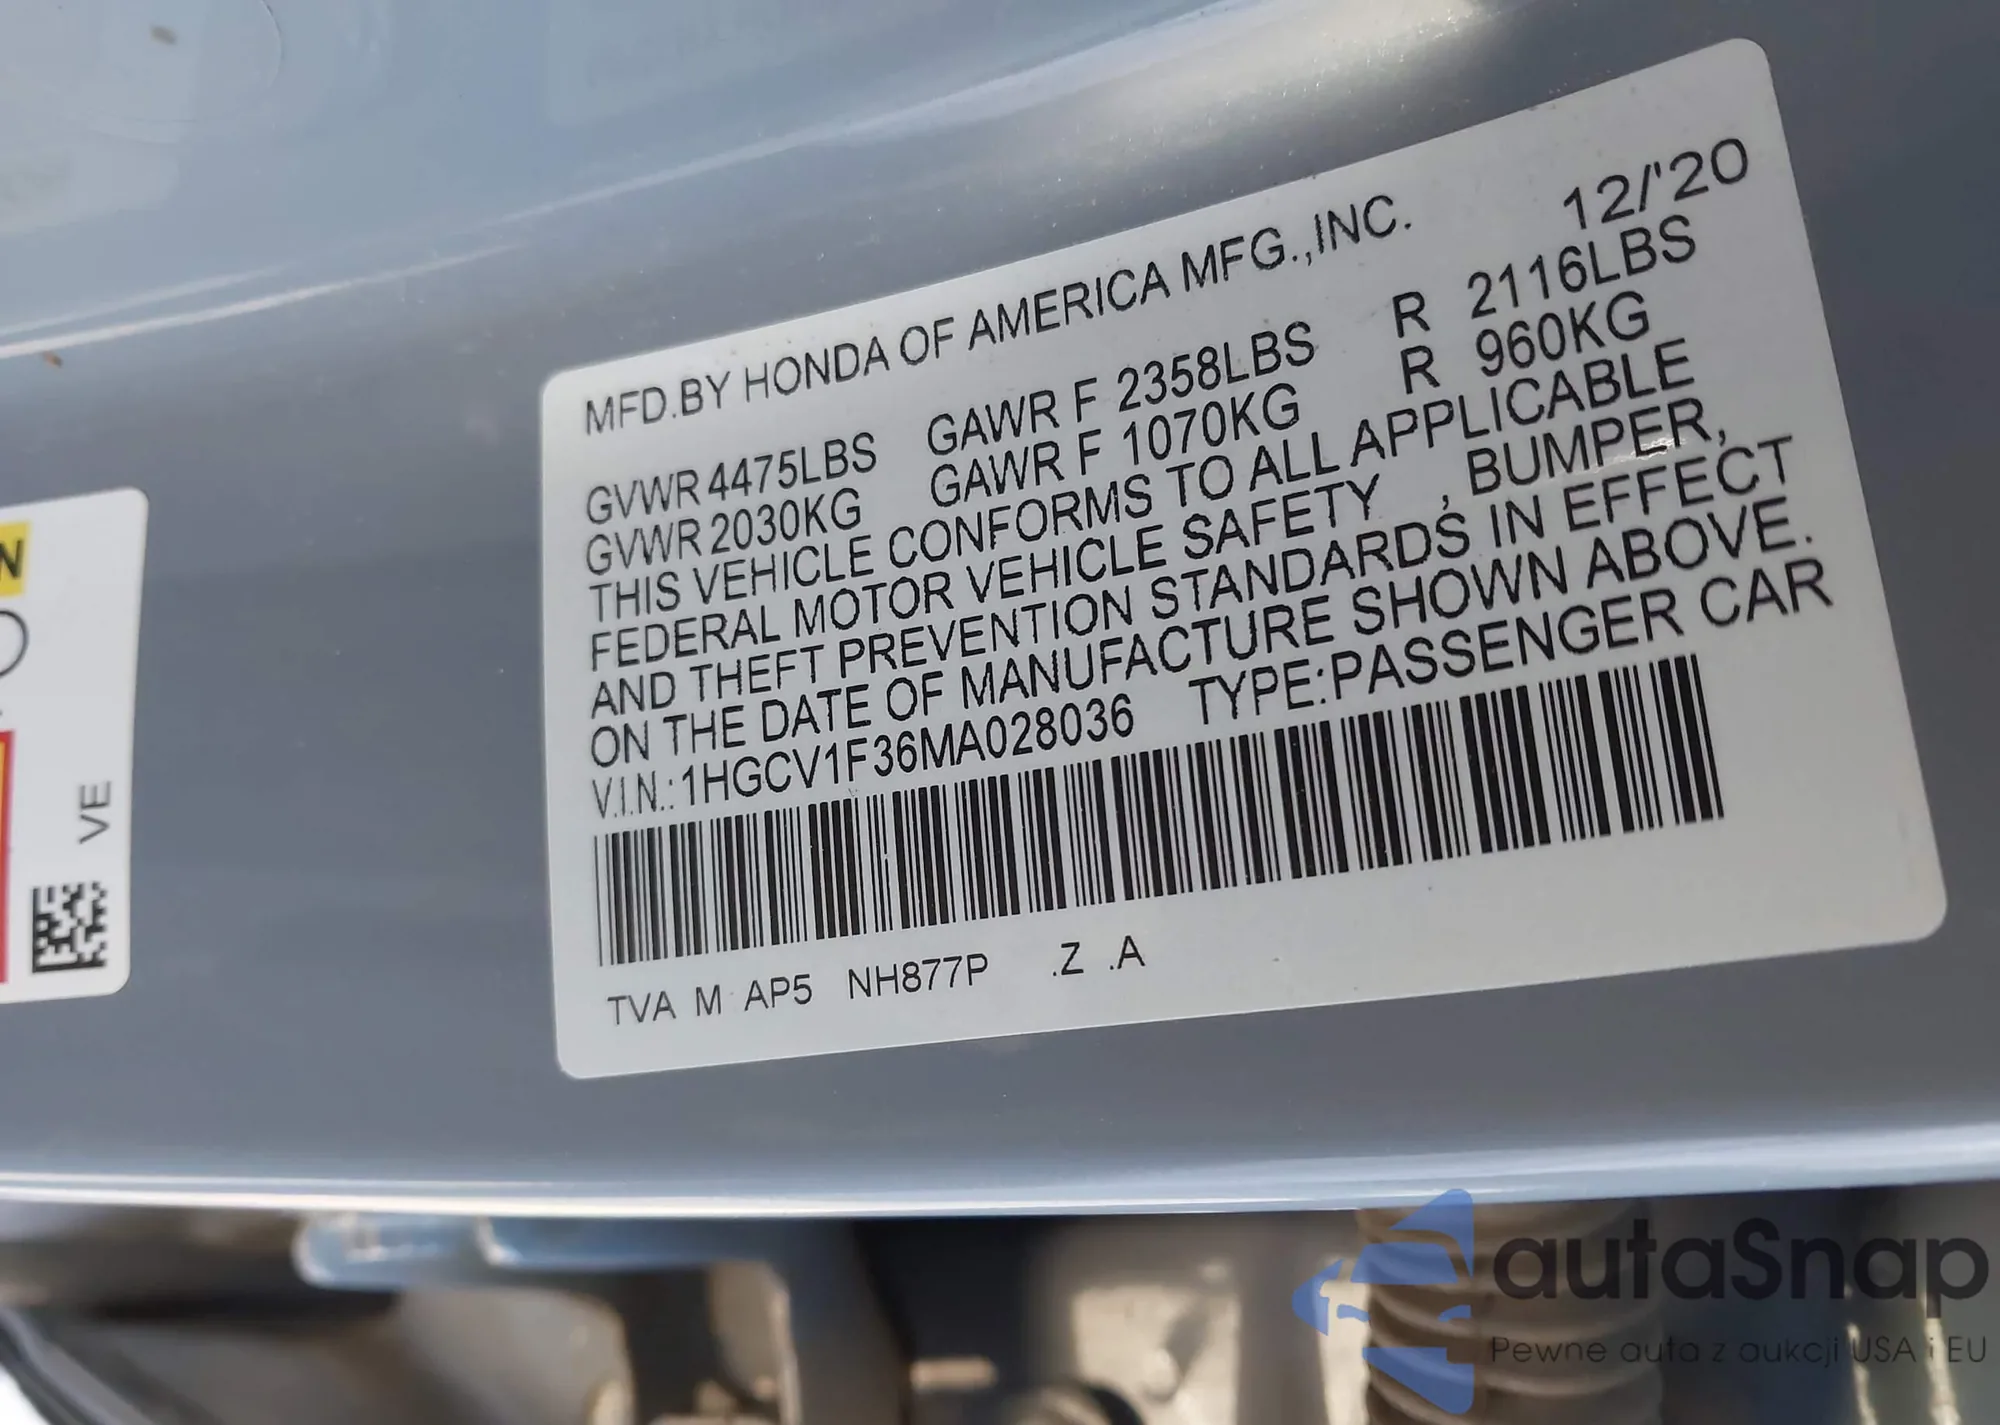 MFD.BY HONDA OF AMERICA MFG.,INC. 12/'20
GVWR 4475LBS GAWR F 2358LBS R 2116LBS
GVWR 2030KG GAWR F 1070KG R 960KG
THIS VEHICLE CONFORMS TO ALL APPLICABLE
FEDERAL MOTOR VEHICLE SAFETY , BUMPER,
AND THEFT PREVENTION STANDARDS IN EFFECT
ON THE DATE OF MANUFACTURE SHOWN ABOVE.
V.I.N.: 1HGCV1F36MA028036 TYPE:PASSENGER CAR
TVA M AP5 NH877P .Z .A
N
VE
autaSnap
Pewne auta z aukcji USA i EU